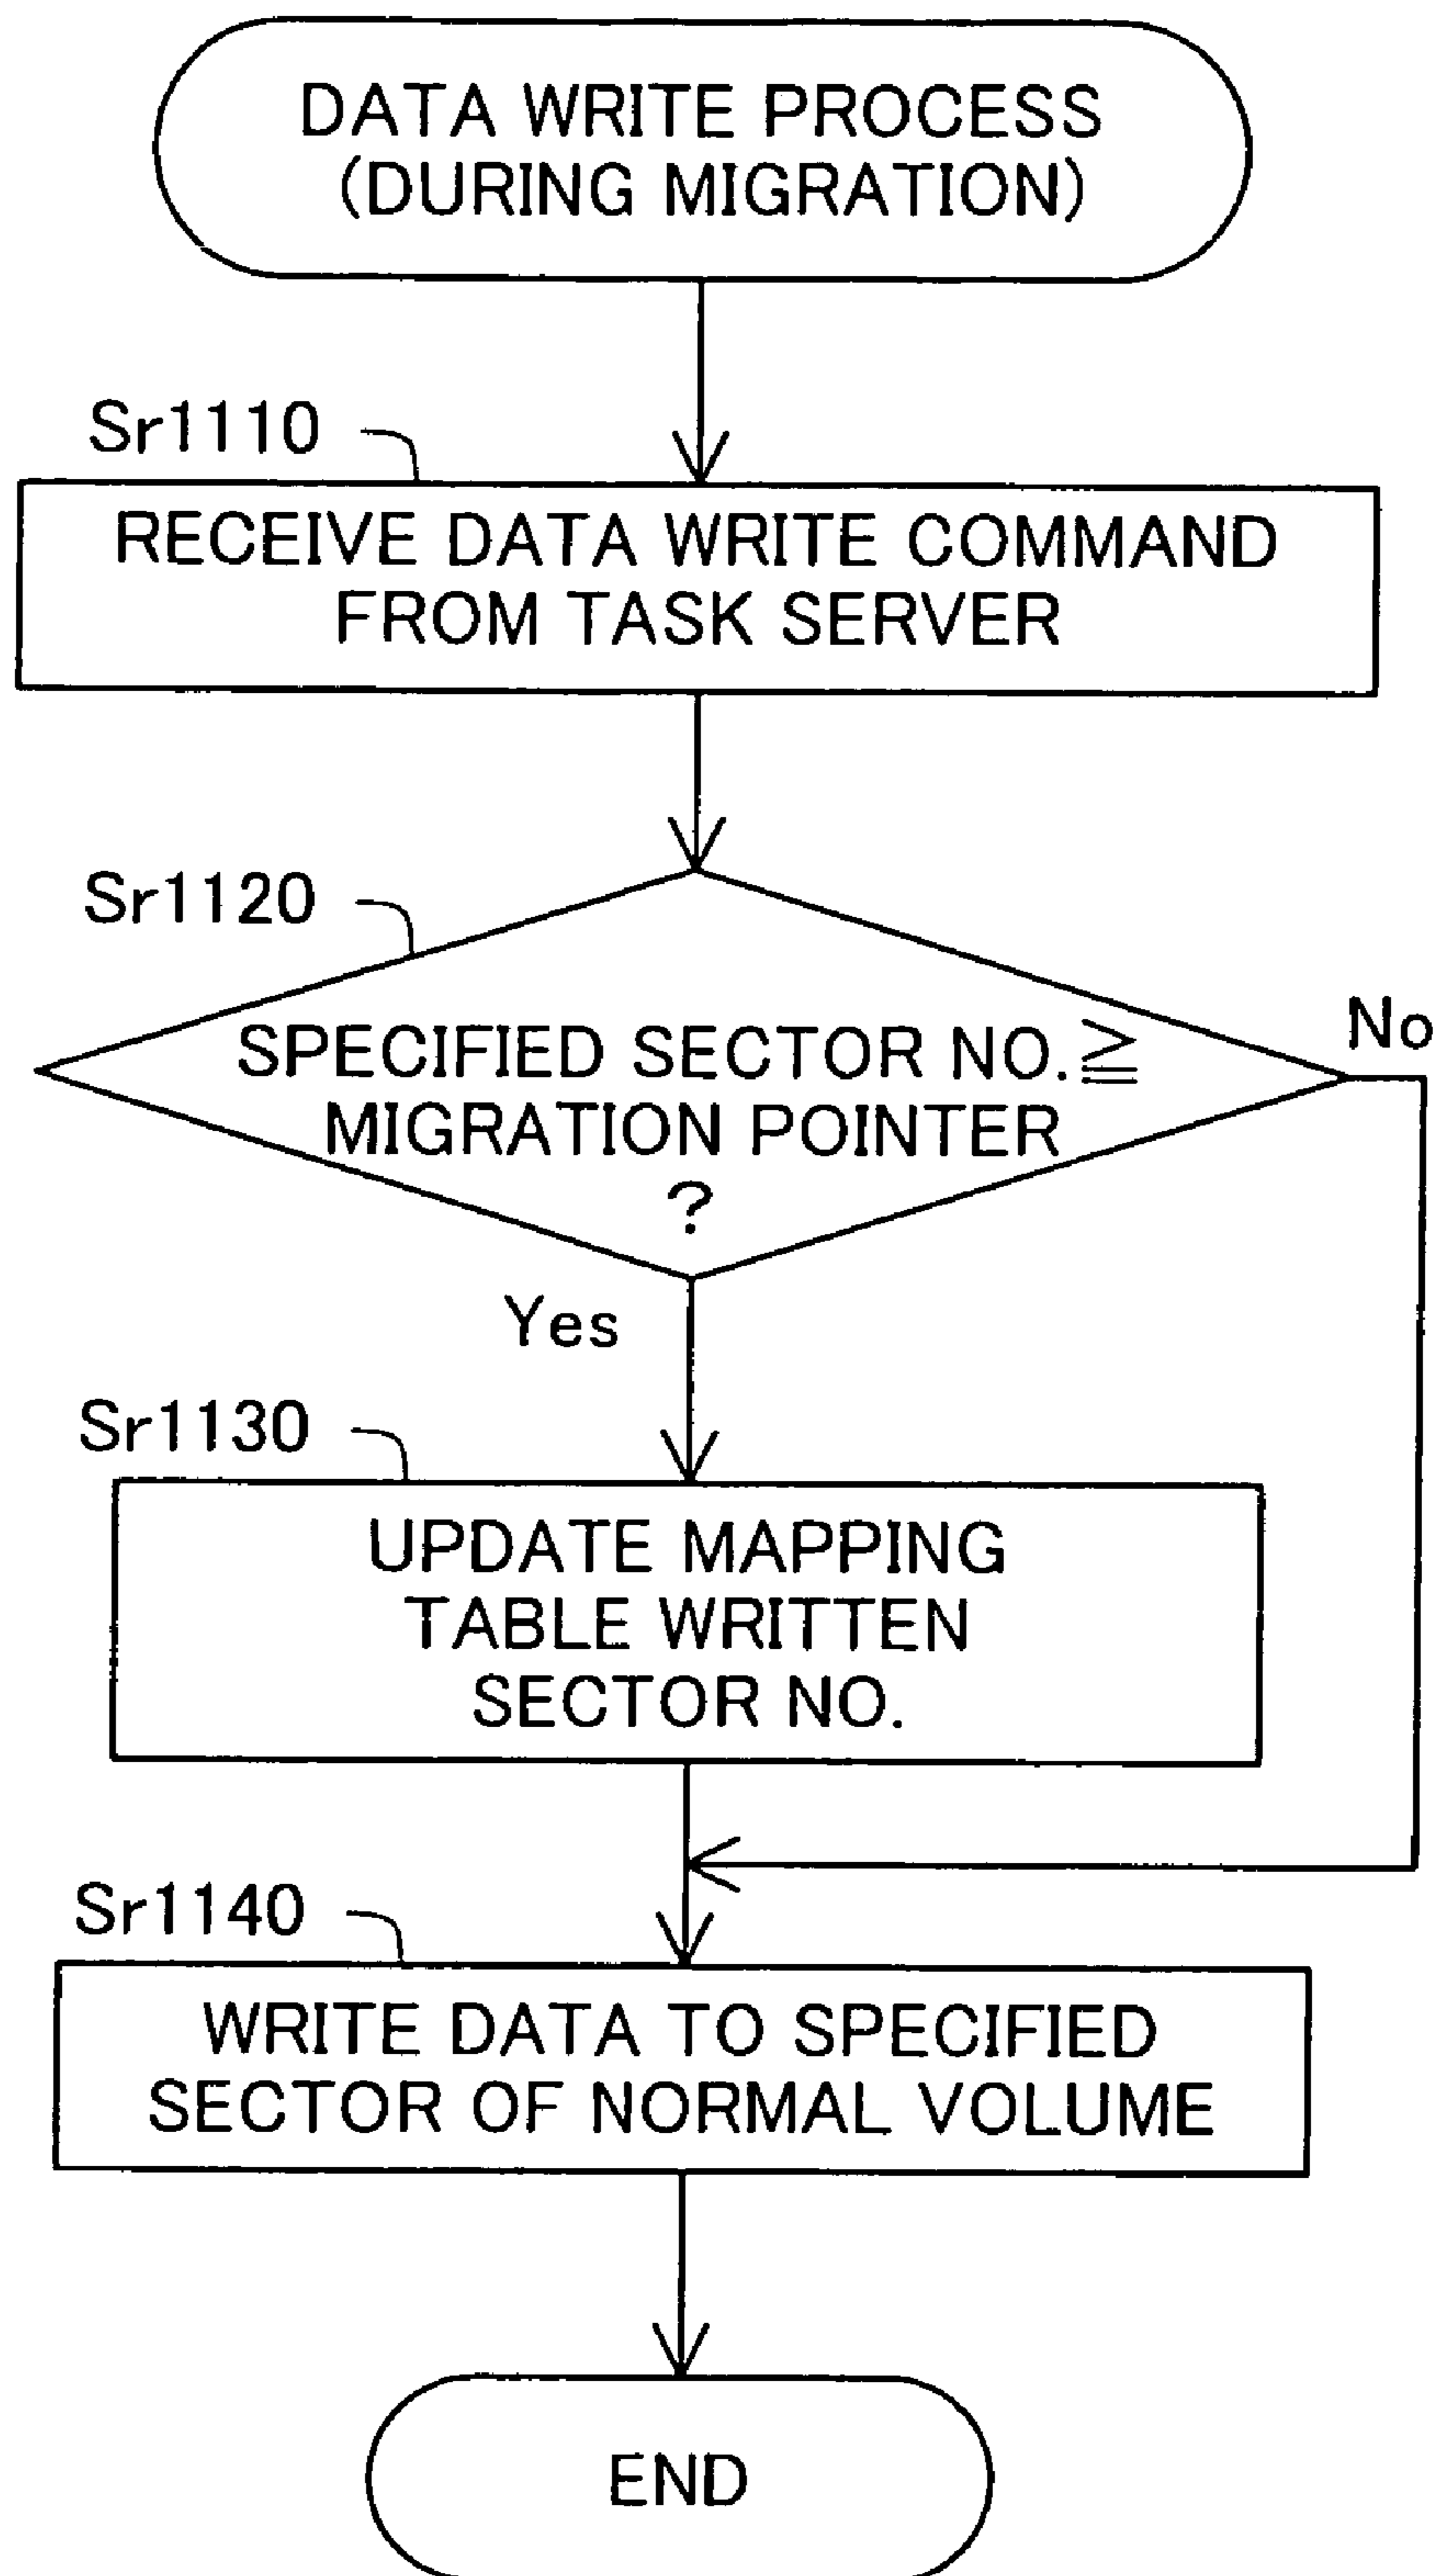 DATA WRITE PROCESS
(DURING MIGRATION)
Sr1110
RECEIVE DATA WRITE COMMAND
FROM TASK SERVER
Sr1120
SPECIFIED SECTOR NO.≧
MIGRATION POINTER
?
No
Yes
Sr1130
UPDATE MAPPING
TABLE WRITTEN
SECTOR NO.
Sr1140
WRITE DATA TO SPECIFIED
SECTOR OF NORMAL VOLUME
END